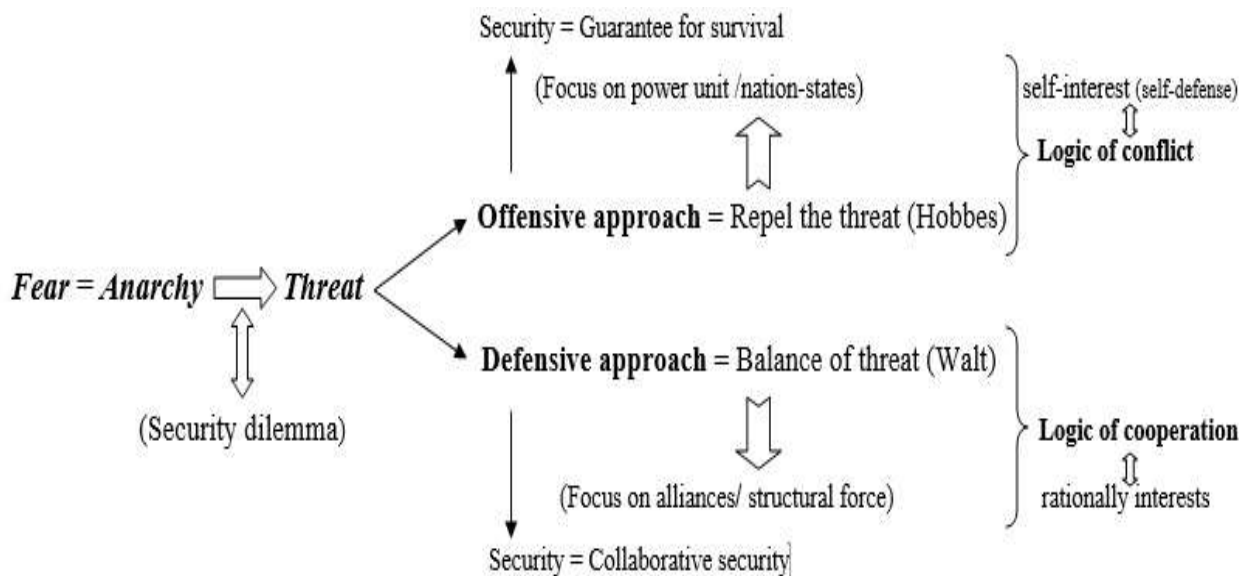 Security = Guarantee for survival
(Focus on power unit /nation-states)
self-interest (self-defense)
Logic of conflict
Offensive approach = Repel the threat (Hobbes)
Fear = Anarchy Threat
(Security dilemma)
Defensive approach = Balance of threat (Walt)
Logic of cooperation
rationally interests
(Focus on alliances/ structural force)
Security = Collaborative security